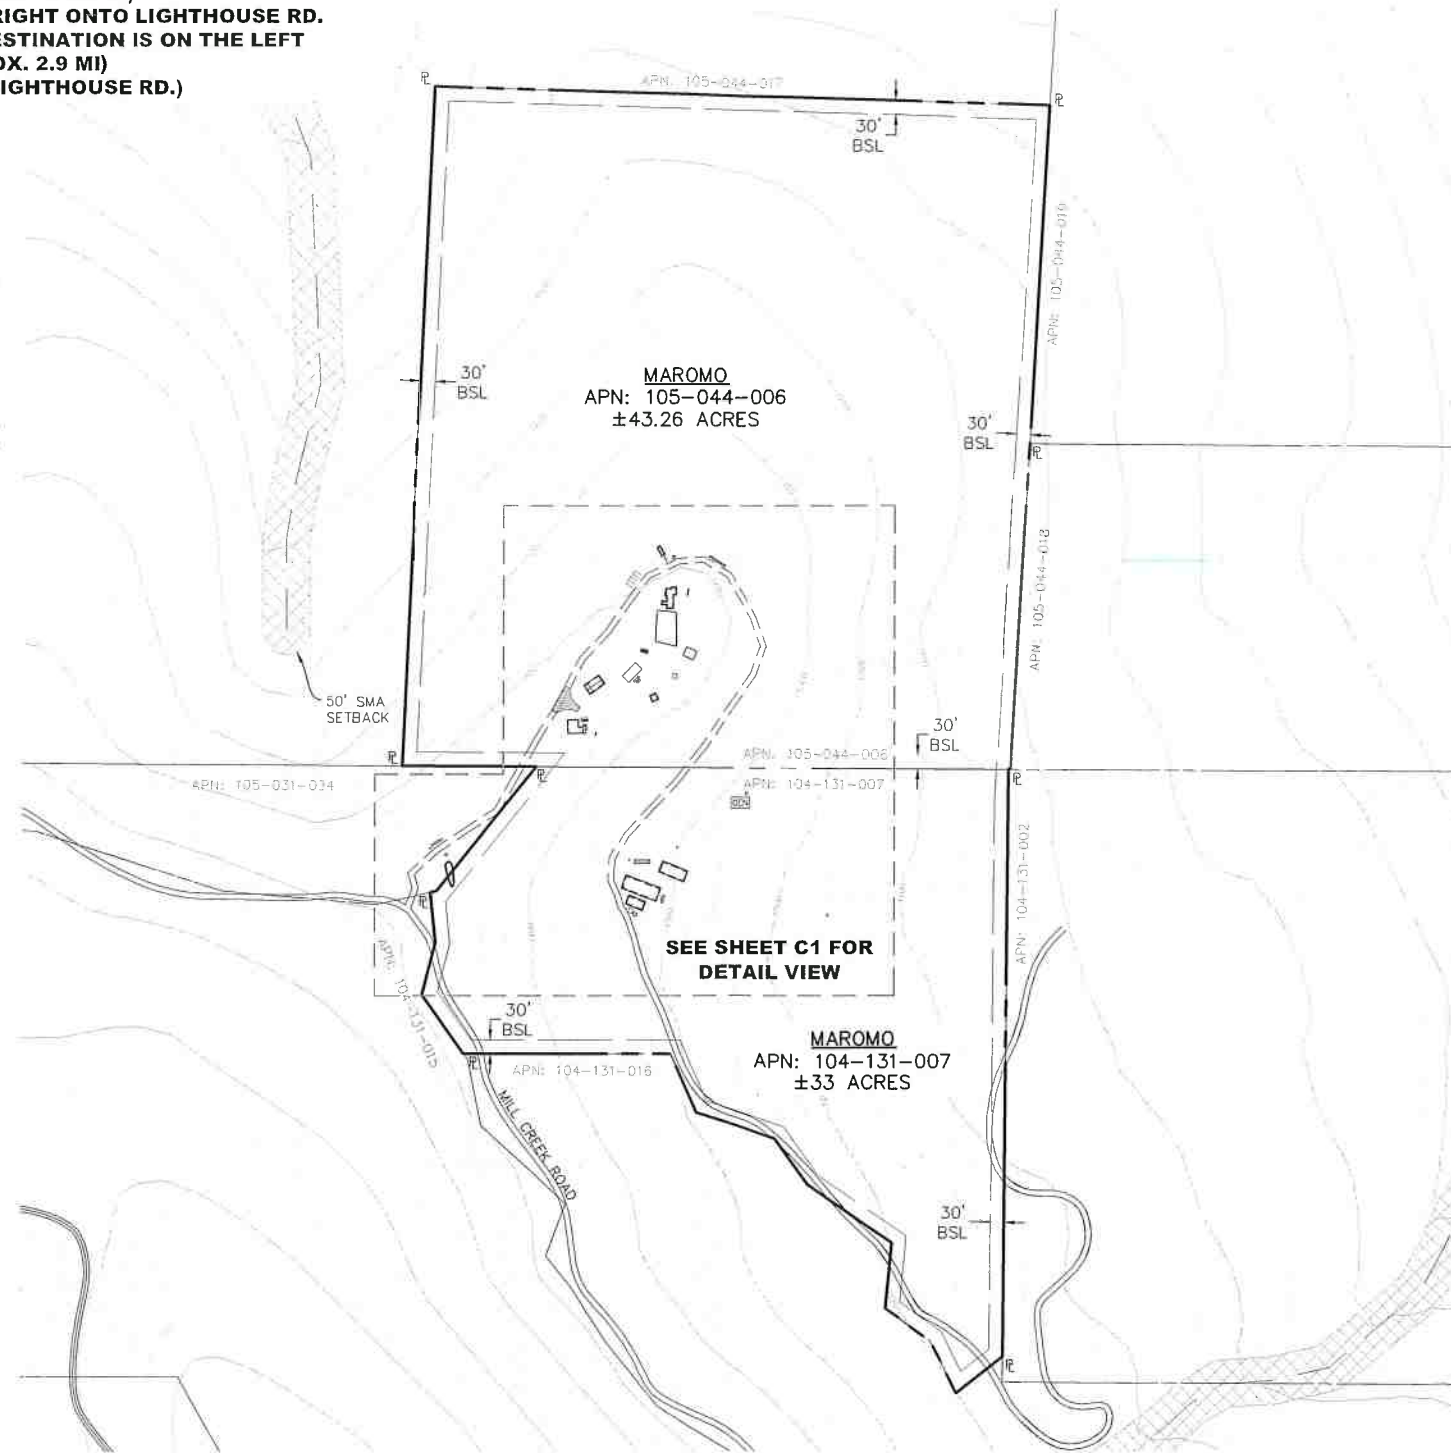 RIGHT ONTO LIGHTHOUSE RD.
ESTINATION IS ON THE LEFT
OX. 2.9 MI)
IGHTHOUSE RD.)
APN: 105-044-017
30'
BSL
APN: 105-044-019
MAROMO
APN: 105-044-006
±43.26 ACRES
30'
BSL
30'
BSL
APN: 105-044-018
50' SMA
SETBACK
30'
BSL
APN: 105-044-006
APN: 104-131-007
APN: 105-031-034
APN: 104-131-002
SEE SHEET C1 FOR
DETAIL VIEW
APN: 104-131-015
30'
BSL
APN: 104-131-016
MAROMO
APN: 104-131-007
±33 ACRES
MILL CREEK ROAD
30'
BSL